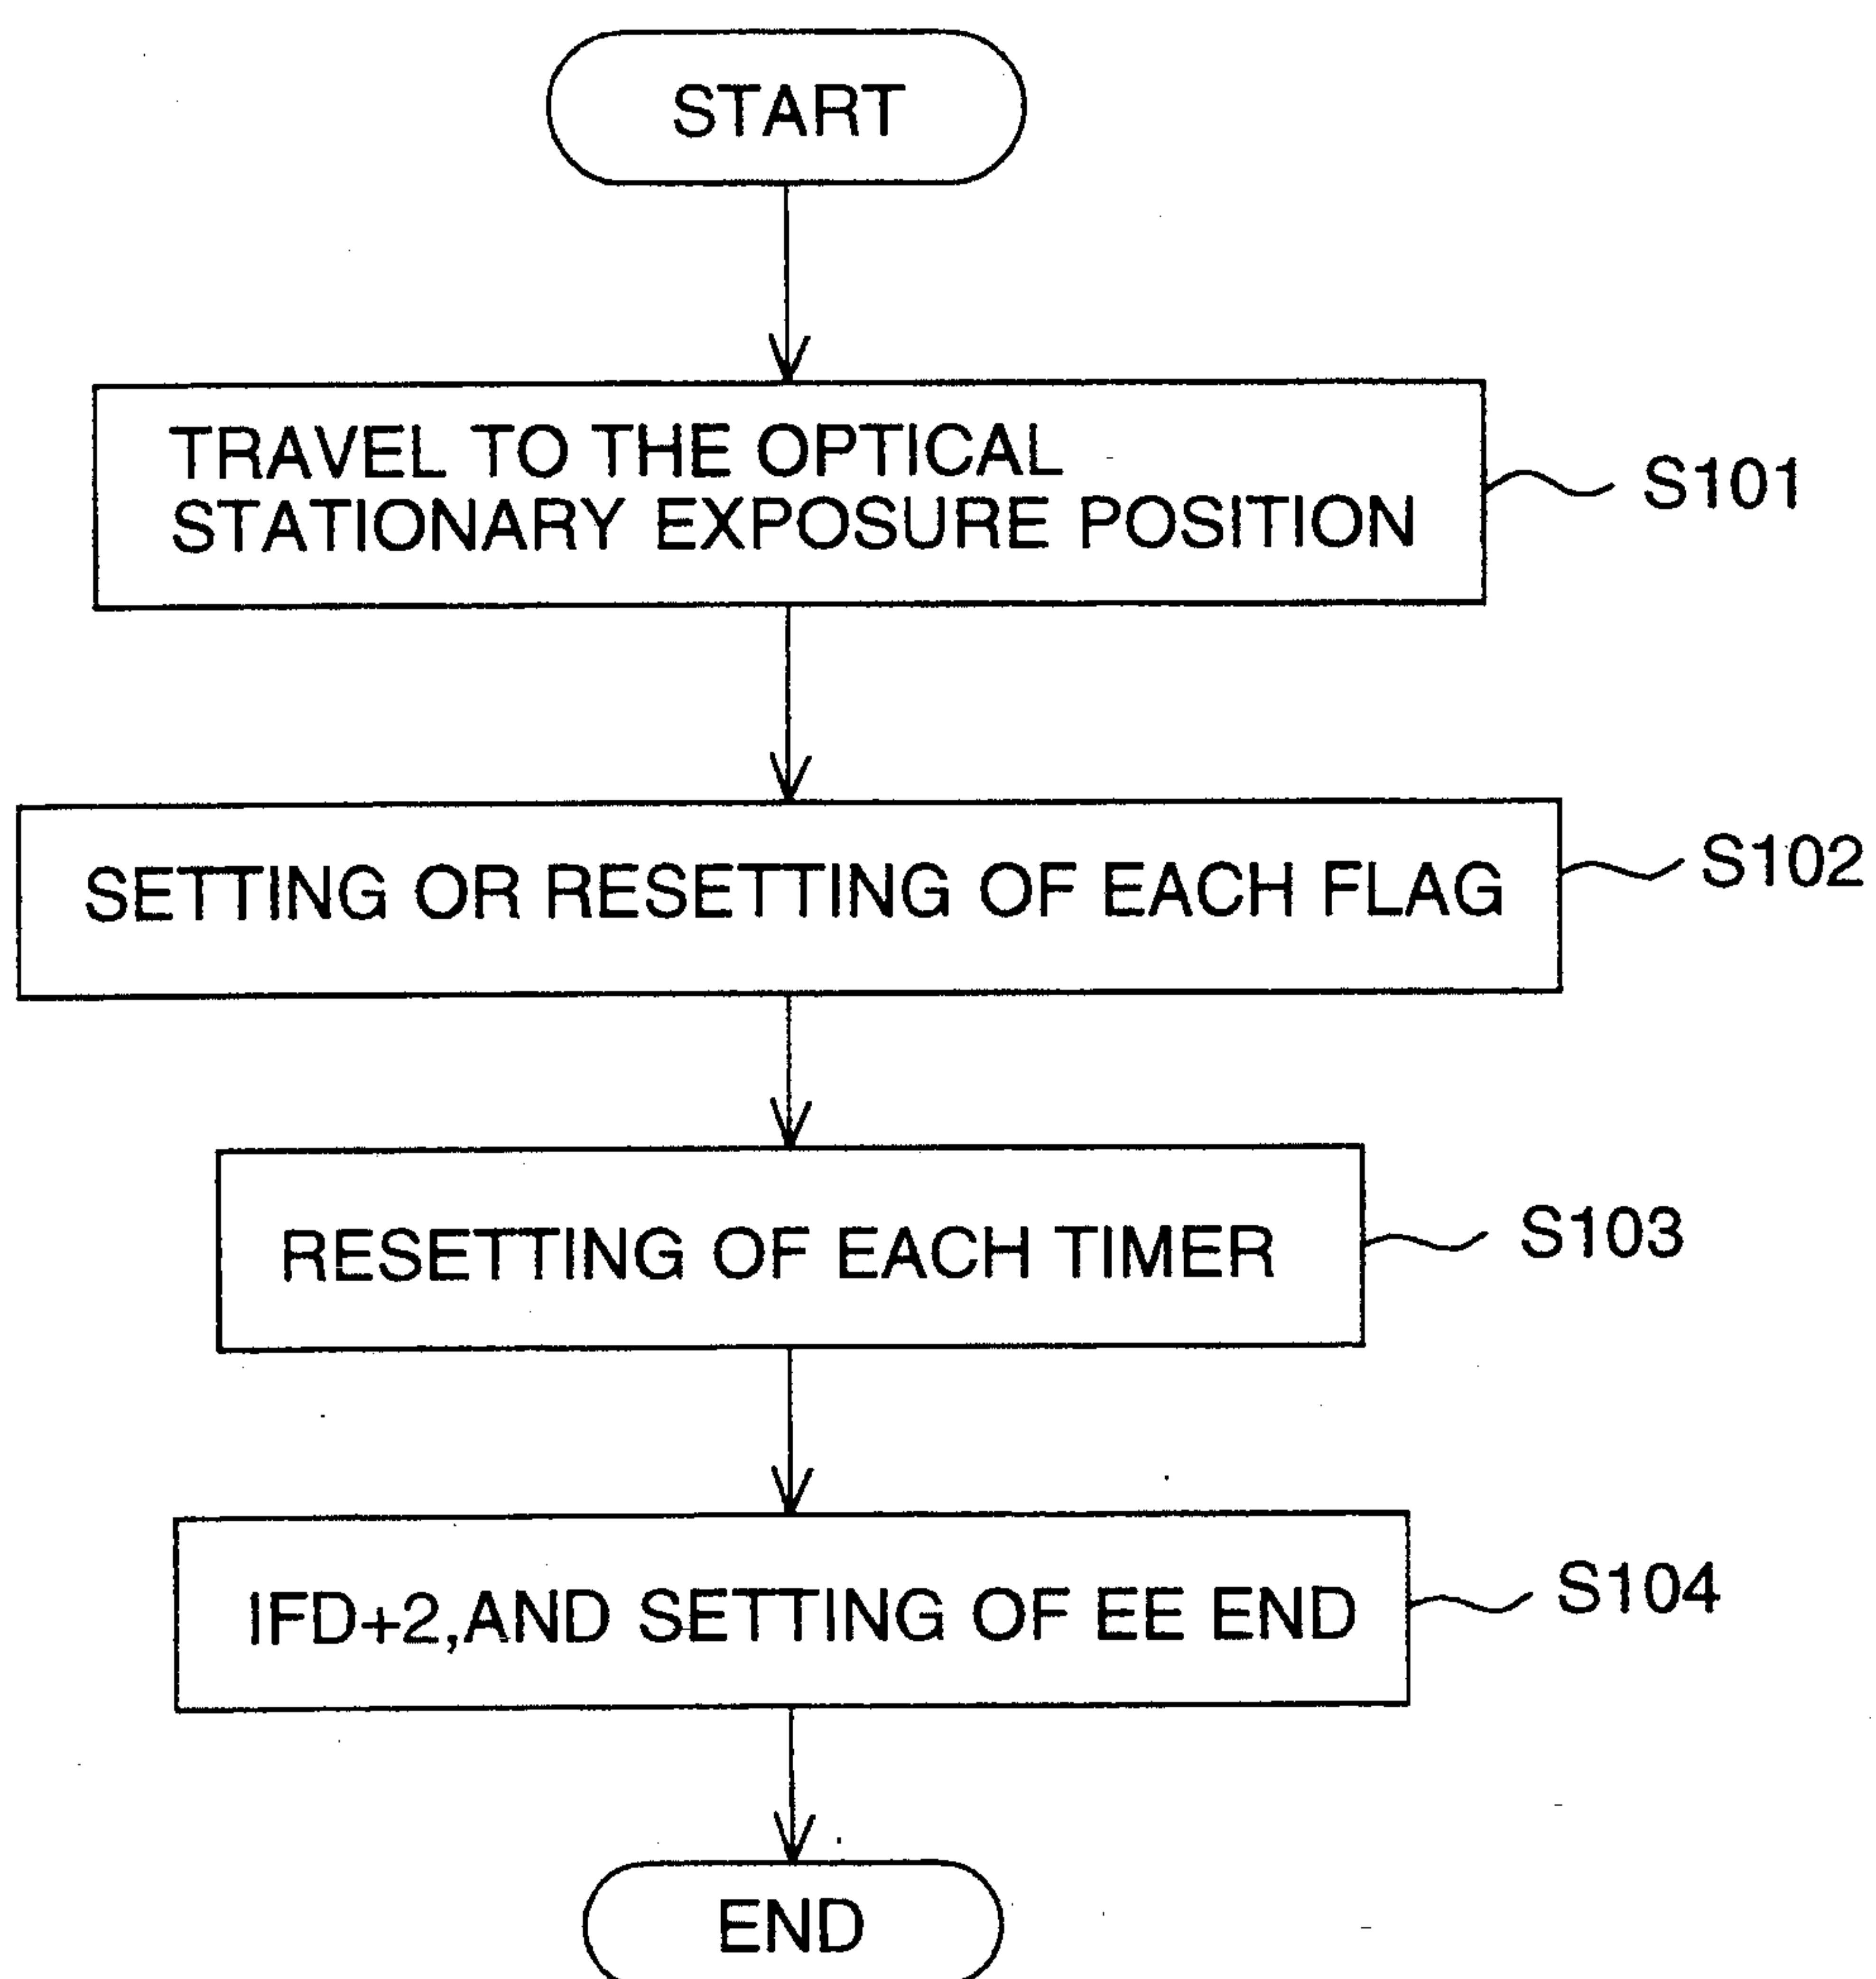 START
TRAVEL TO THE OPTICAL
STATIONARY EXPOSURE POSITION
S101
SETTING OR RESETTING OF EACH FLAG
S102
RESETTING OF EACH TIMER
S103
IFD+2,AND SETTING OF EE END
S104
END